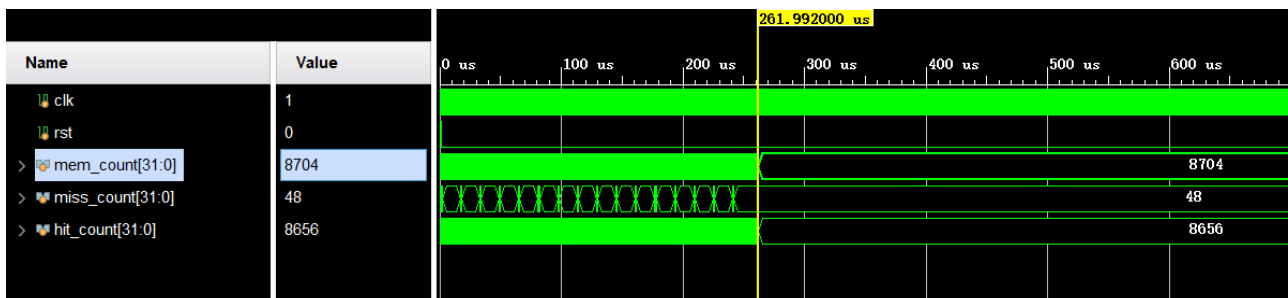 261.992000 us
Name Value
0 us 100 us 200 us 300 us 400 us 500 us 600 us
clk 1
rst 0
mem_count[31:0] 8704 8704
miss_count[31:0] 48 48
hit_count[31:0] 8656 8656